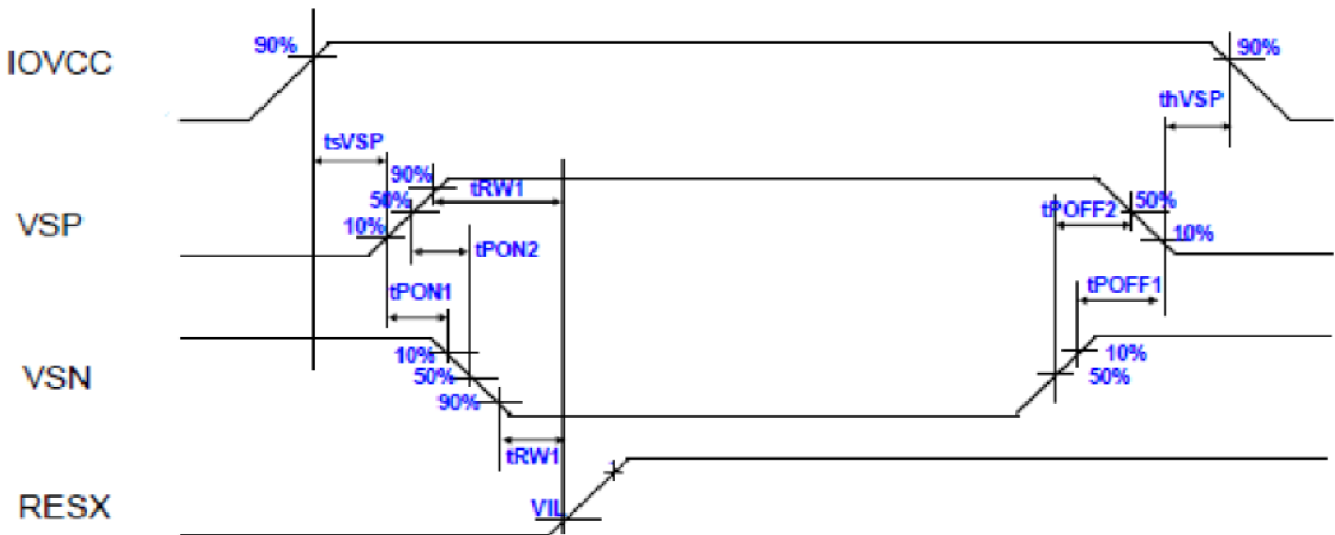 IOVCC
90%
90%
tsVSP
thVSP
VSP
90%
50%
10%
tRW1
tPON2
tPON1
tPOFF2
50%
10%
tPOFF1
VSN
10%
50%
90%
10%
50%
tRW1
RESX
VIL